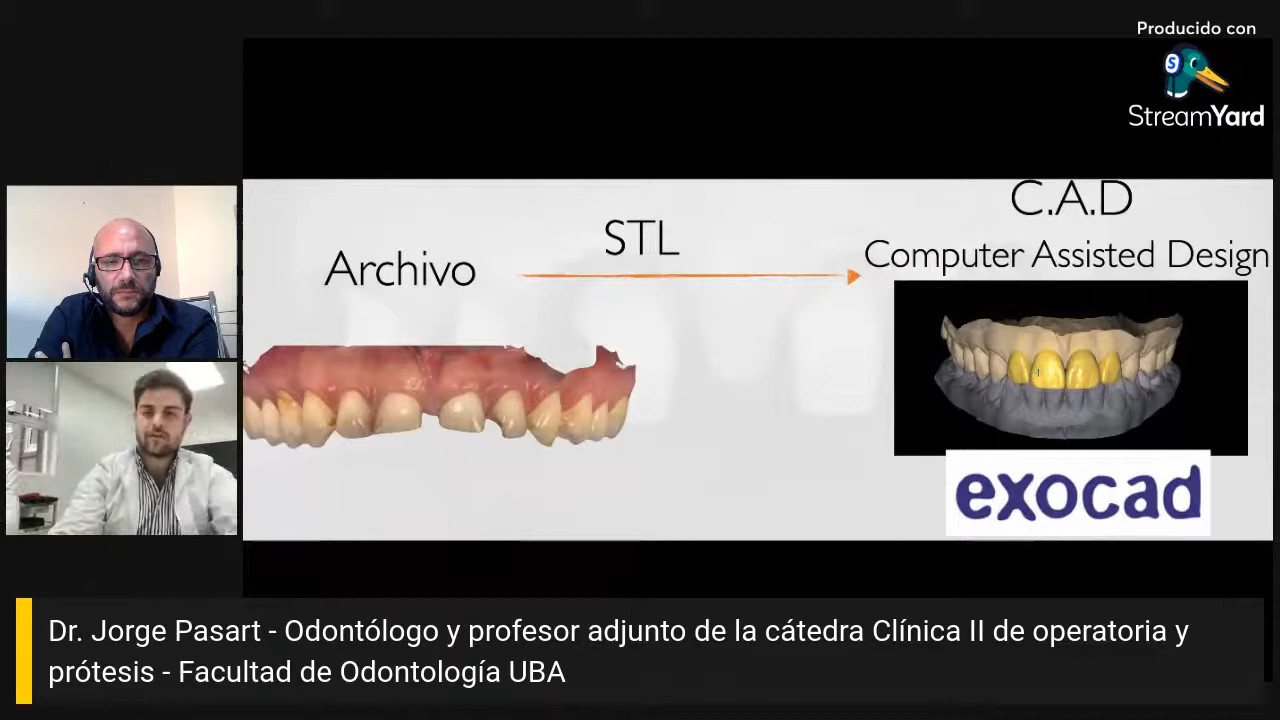 Producido con
StreamYard
C.A.D
STL
Computer Assisted Design
Archivo
exocad
Dr. Jorge Pasart - Odontólogo y profesor adjunto de la cátedra Clínica II de operatoria y
prótesis - Facultad de Odontología UBA